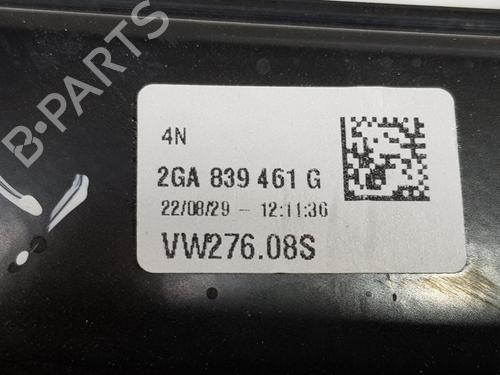 4N
2GA 839 461 G
22/08/29 - 12:11:36
VW276.08S
B-PARTS